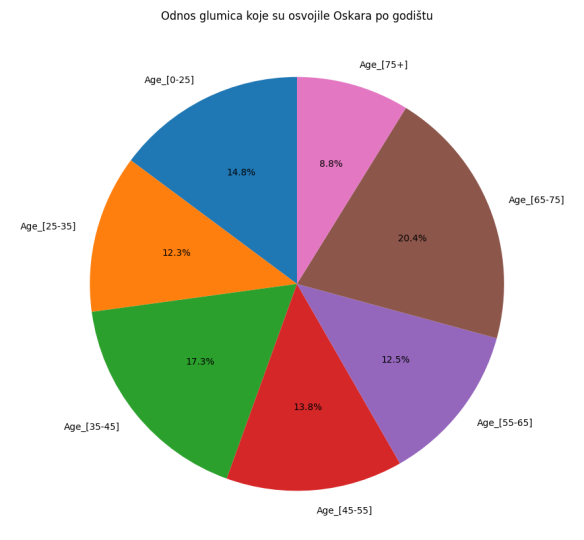 Odnos glumica koje su osvojile Oskara po godištu
Age_[75+]
Age_[0-25]
8.8%
14.8%
Age_[65-75]
Age_[25-35]
20.4%
12.3%
12.5%
17.3%
13.8%
Age_[55-65]
Age_[35-45]
Age_[45-55]